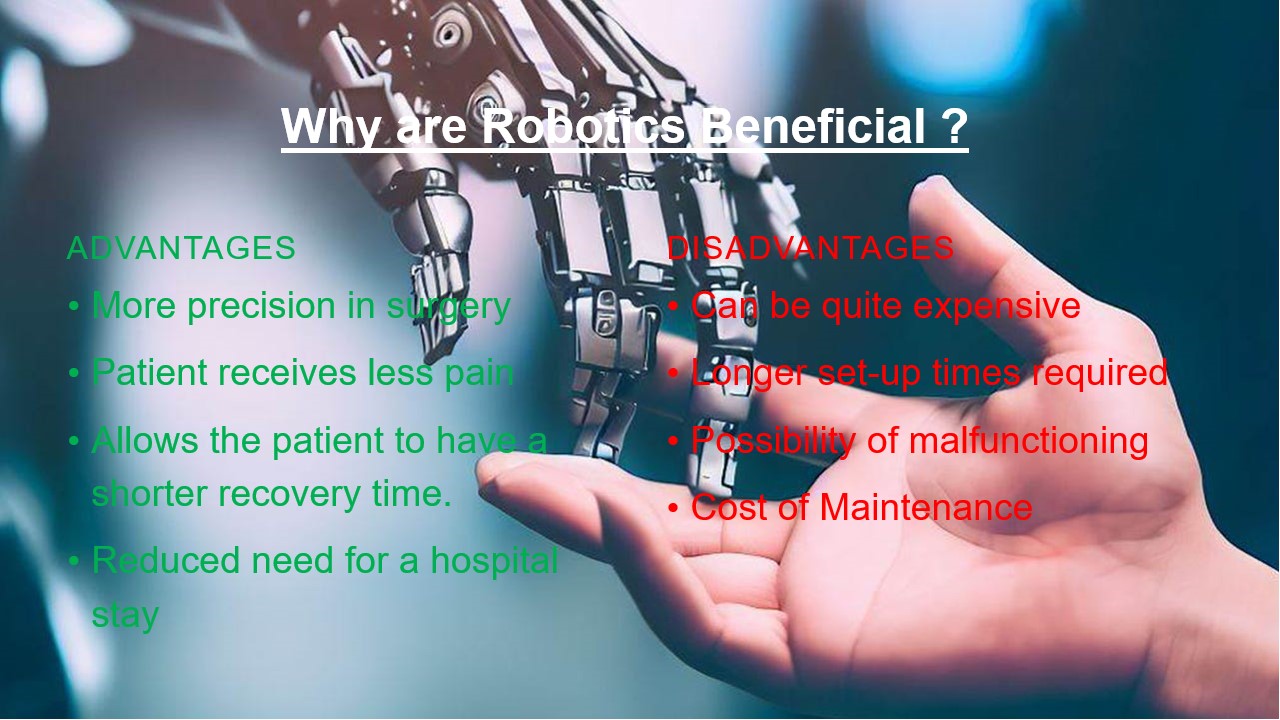 Why are Robotics Beneficial ?
ADVANTAGES
• More precision in surgery
• Patient receives less pain
• Allows the patient to have a
shorter recovery time.
• Reduced need for a hospital
stay
DISADVANTAGES
• Can be quite expensive
• Longer set-up times required
• Possibility of malfunctioning
• Cost of Maintenance